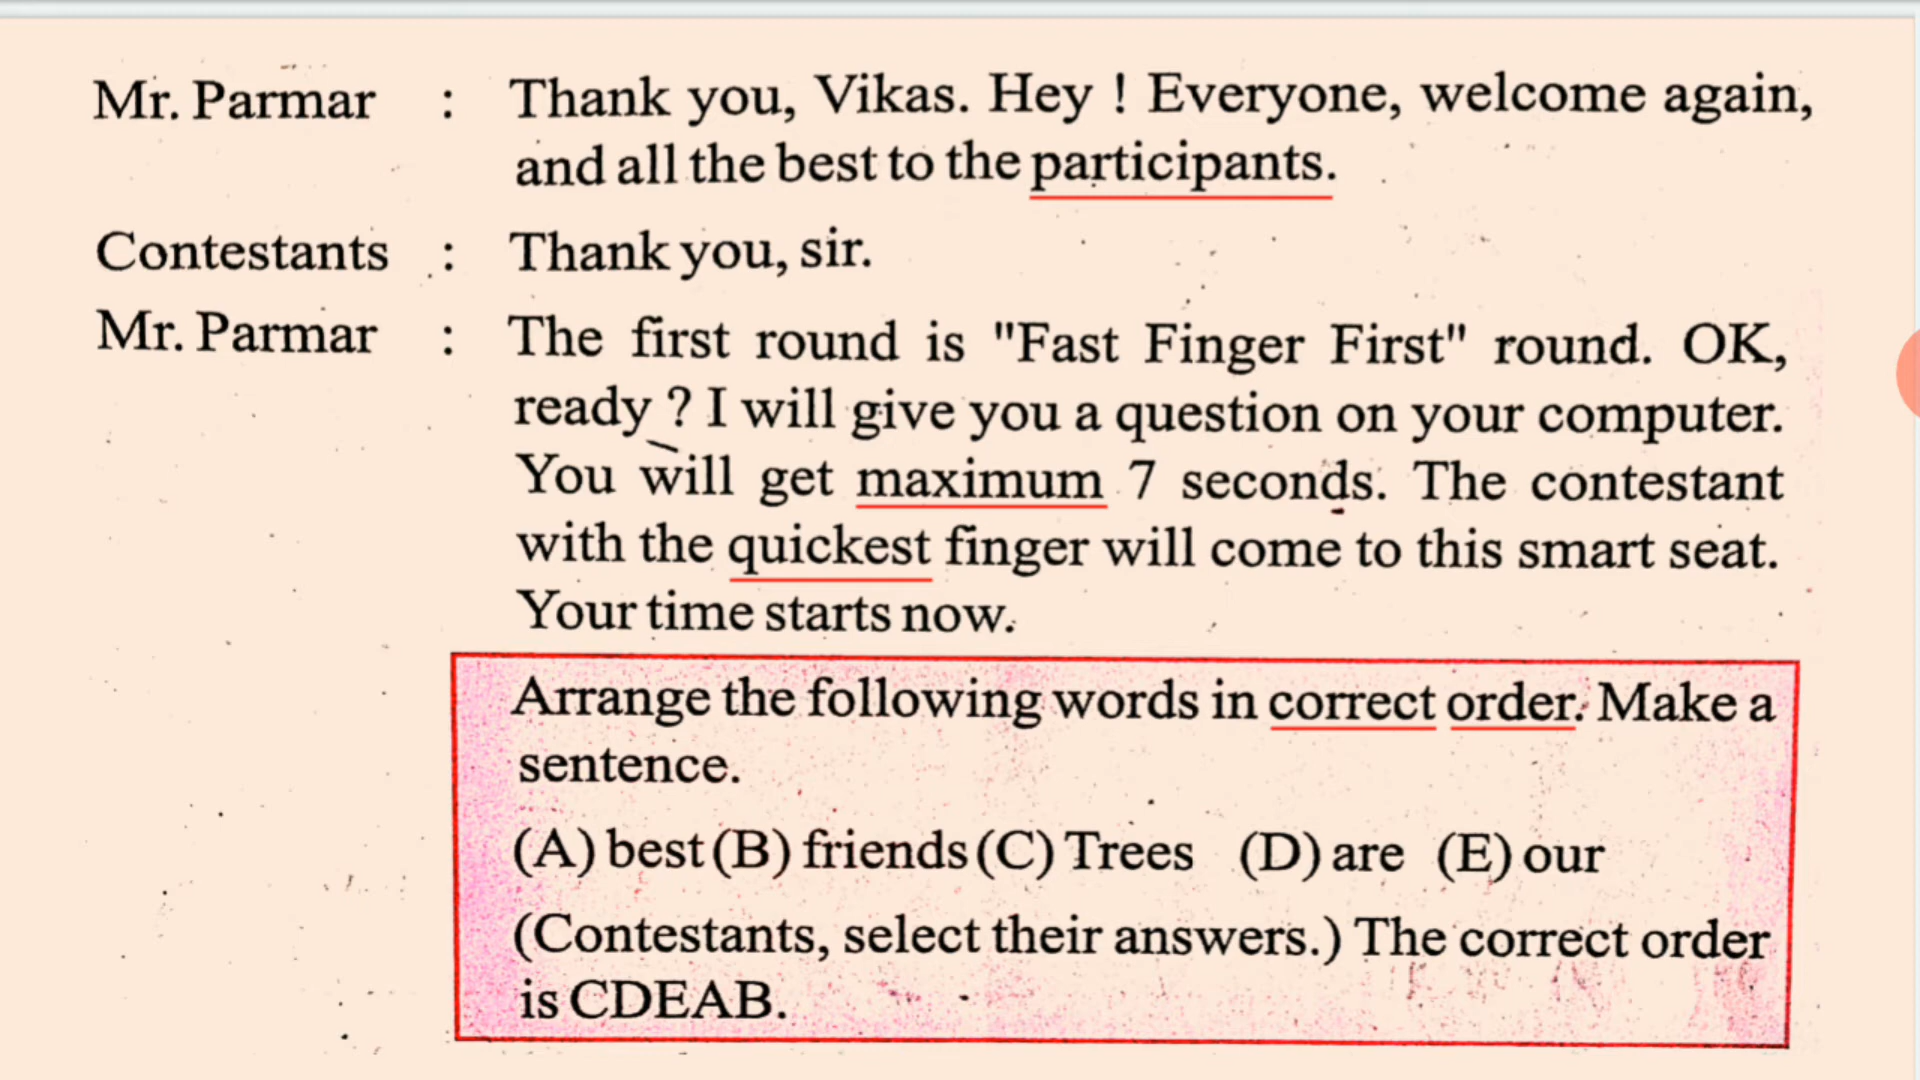 Mr. Parmar : Thank you, Vikas. Hey ! Everyone, welcome again,
and all the best to the participants.
Contestants : Thank you, sir.
Mr. Parmar : The first round is "Fast Finger First" round. OK,
ready ? I will give you a question on your computer.
You will get maximum 7 seconds. The contestant
with the quickest finger will come to this smart seat.
Your time starts now.
Arrange the following words in correct order. Make a
sentence.
(A) best (B) friends (C) Trees (D) are (E) our
(Contestants, select their answers.) The correct order
is CDEAB.